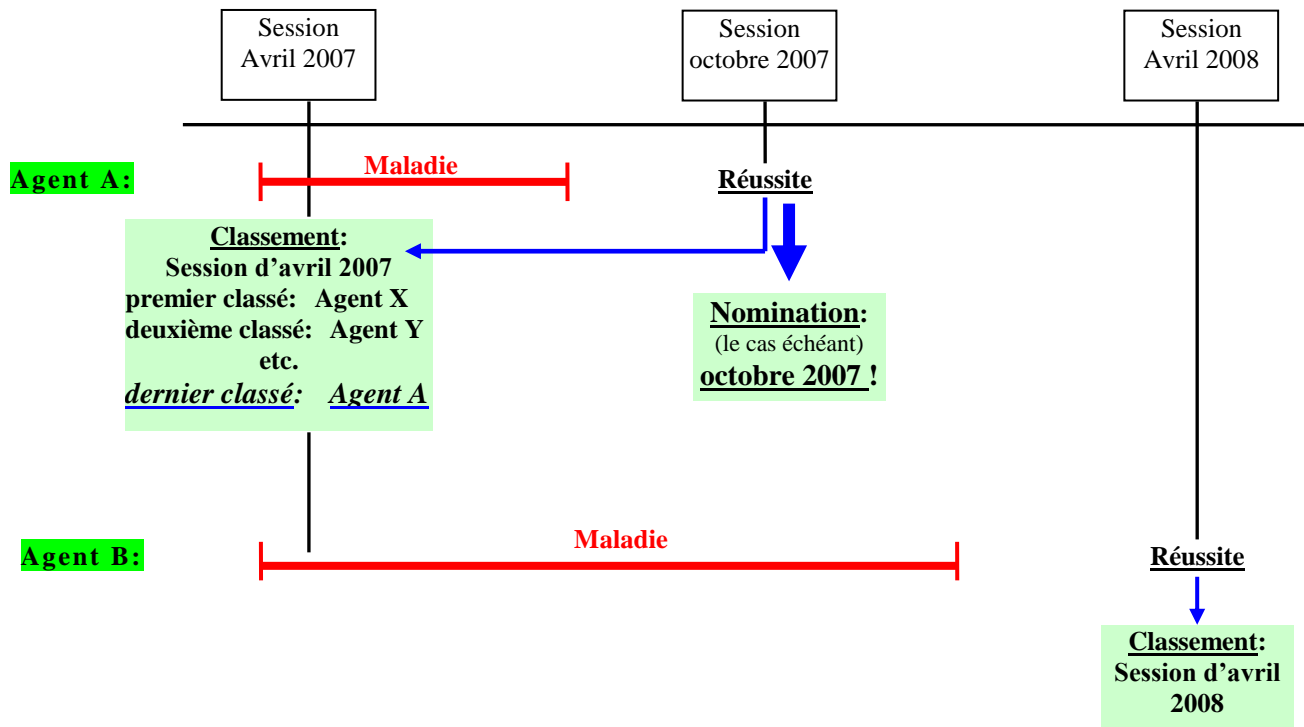 Session
Avril 2007
Session
octobre 2007
Session
Avril 2008
Agent A:
Maladie
Réussite
Classement:
Session d’avril 2007
premier classé: Agent X
deuxième classé: Agent Y
etc.
dernier classé: Agent A
Nomination:
(le cas échéant)
octobre 2007 !
Agent B:
Maladie
Réussite
Classement:
Session d’avril
2008